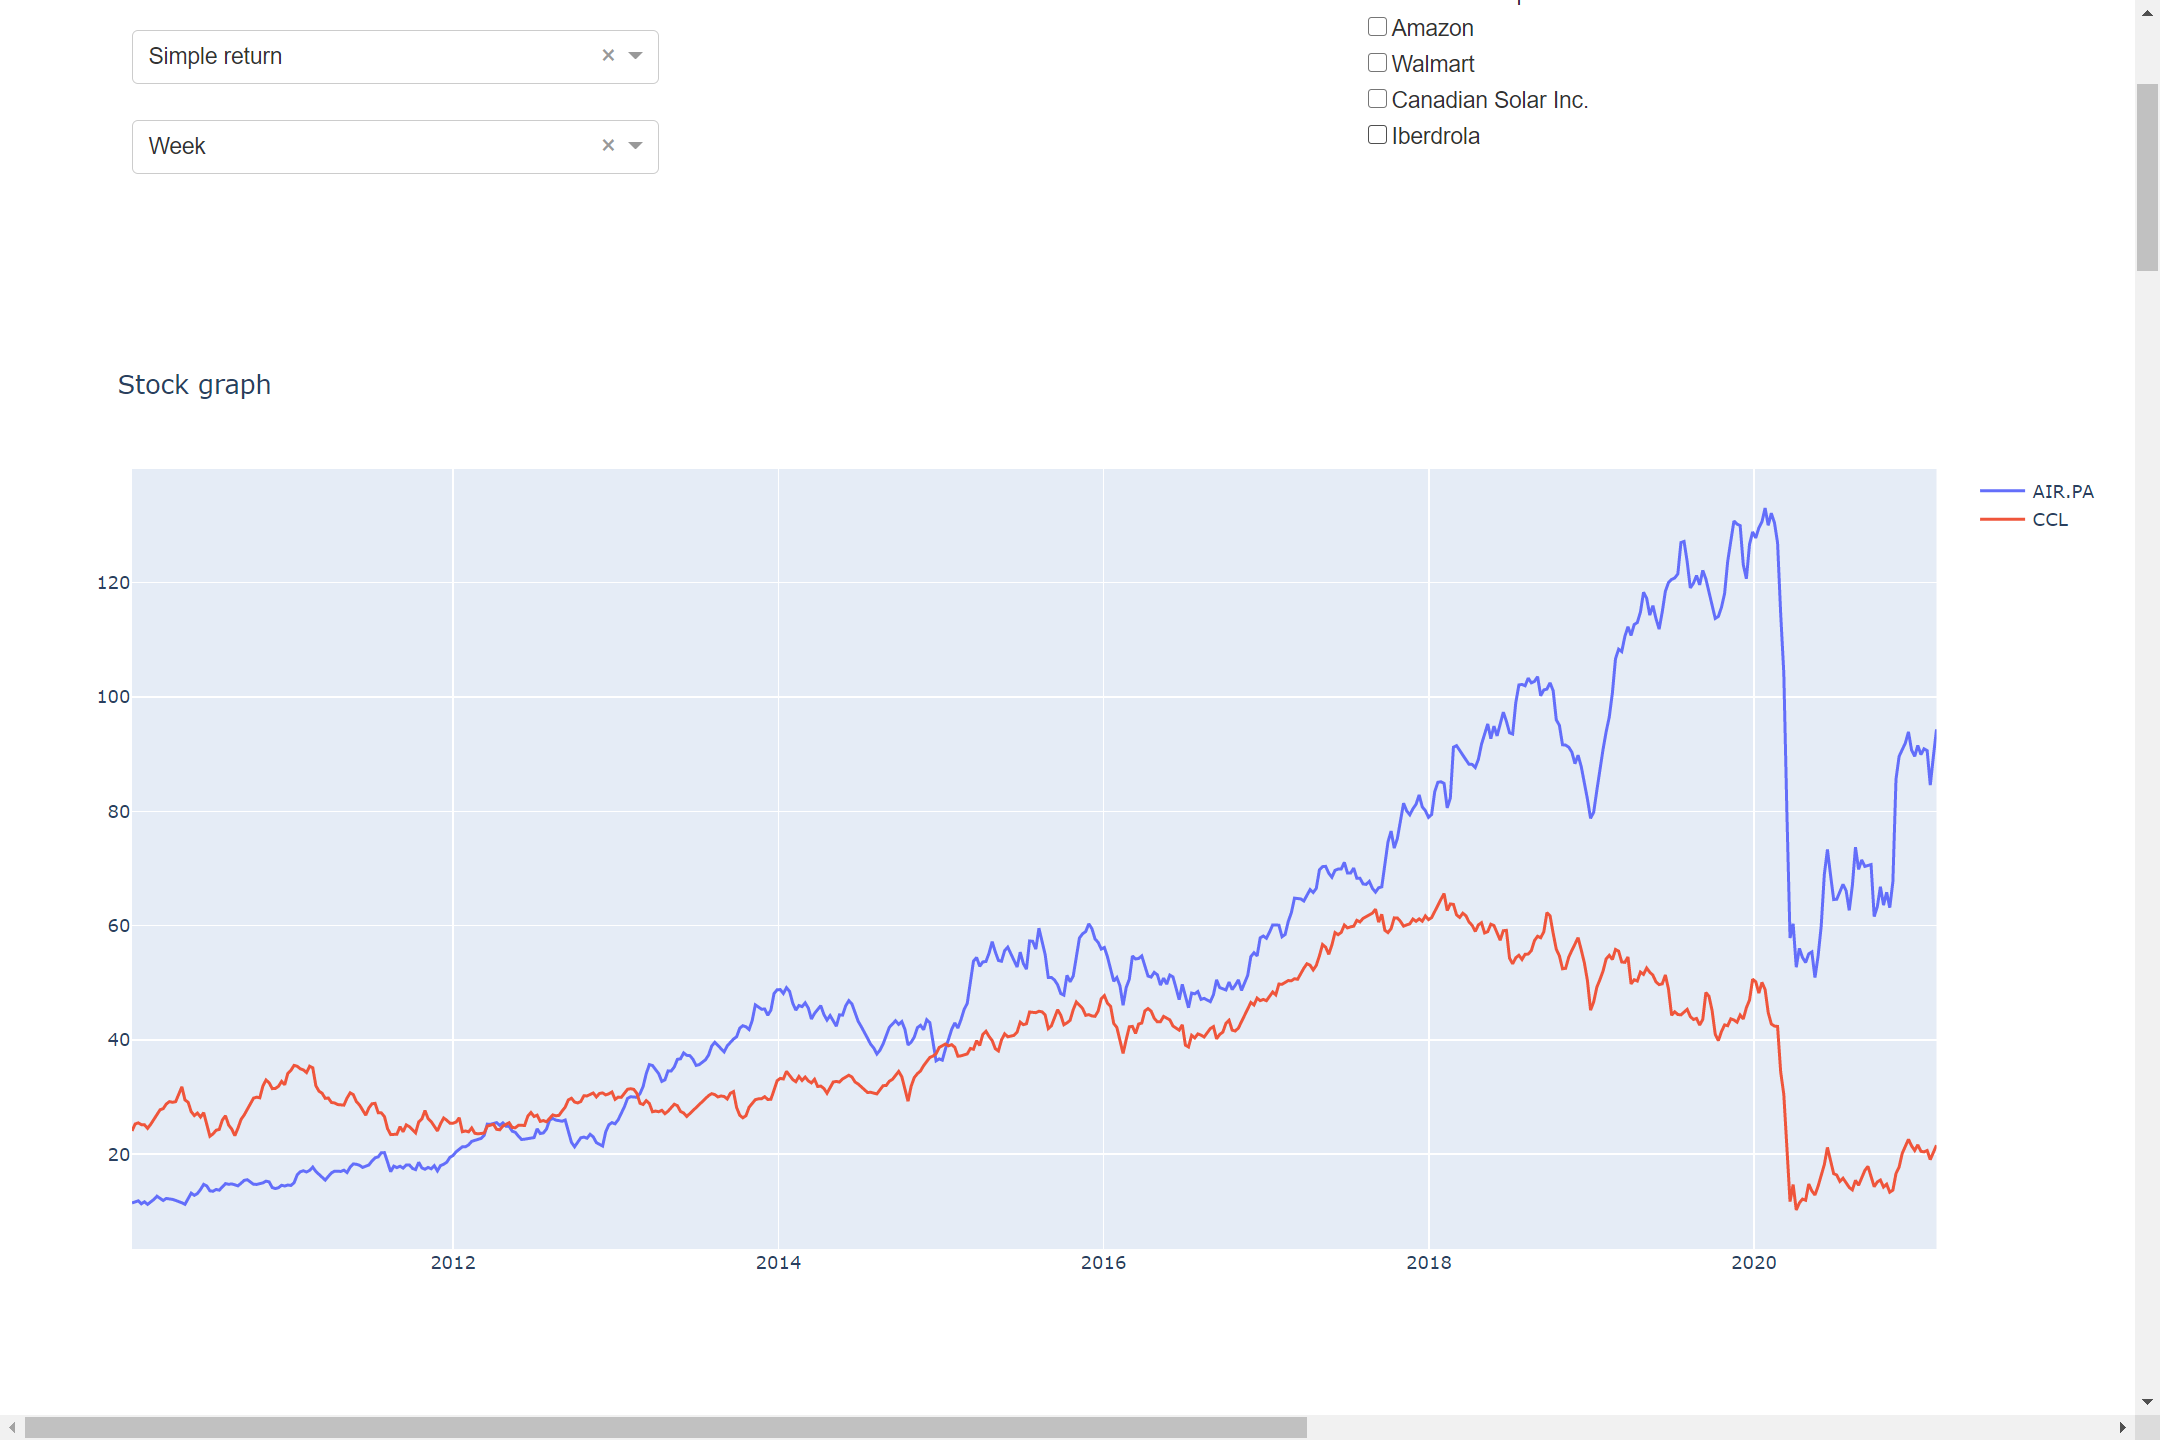 Simple return
Week
Amazon
Walmart
Canadian Solar Inc.
Iberdrola
Stock graph
AIR.PA
CCL
120
100
80
60
40
20
2012 2014 2016 2018 2020